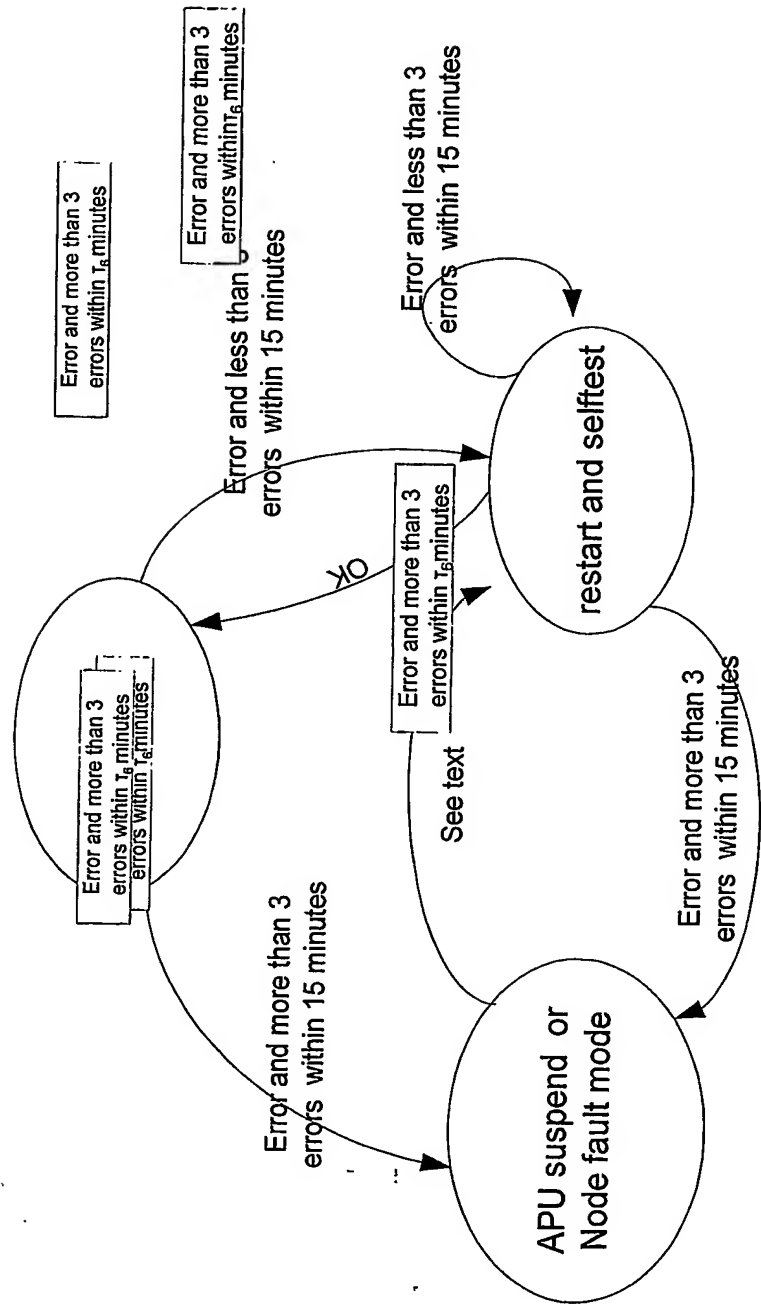 Error and more than 3
errors within τ6 minutes
Error and more than 3
errors within τ6 minutes
Error and less than
errors within 15 minutes
Error and less than 3
errors within 15 minutes
Error and more than 3
errors within τ6 minutes
errors within τ6 minutes
OK
Error and more than 3
errors within τ6 minutes
restart and selftest
See text
Error and more than 3
errors within 15 minutes
Error and more than 3
errors within 15 minutes
APU suspend or
Node fault mode